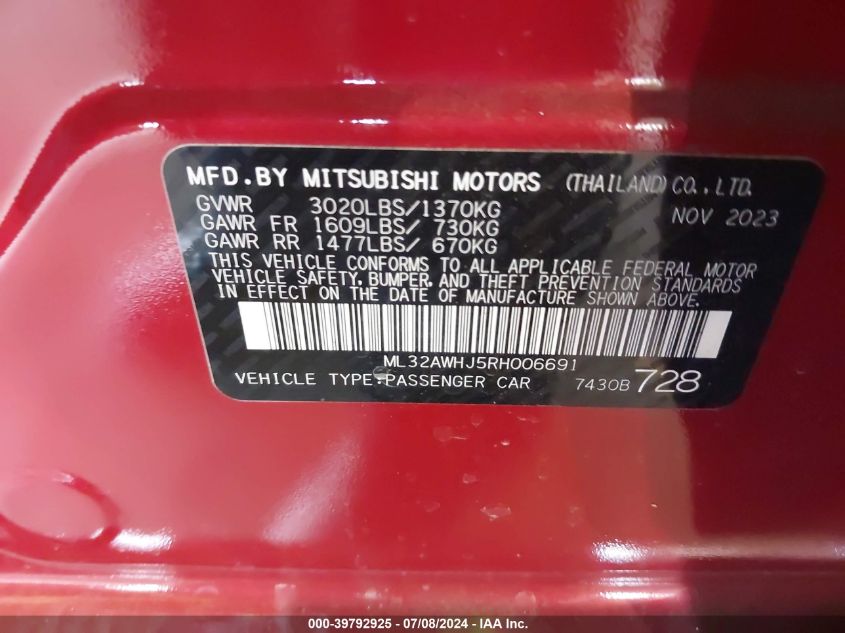 MFD.BY MITSUBISHI MOTORS (THAILAND) CO., LTD.
GVWR 3020LBS/1370KG NOV 2023
GAWR FR 1609LBS/ 730KG
GAWR RR 1477LBS/ 670KG
THIS VEHICLE CONFORMS TO ALL APPLICABLE FEDERAL MOTOR
VEHICLE SAFETY, BUMPER, AND THEFT PREVENTION STANDARDS
IN EFFECT ON THE DATE OF MANUFACTURE SHOWN ABOVE.
ML32AWHJ5RH006691
VEHICLE TYPE:PASSENGER CAR 7430B 728
000-39792925 - 07/08/2024 - IAA Inc.